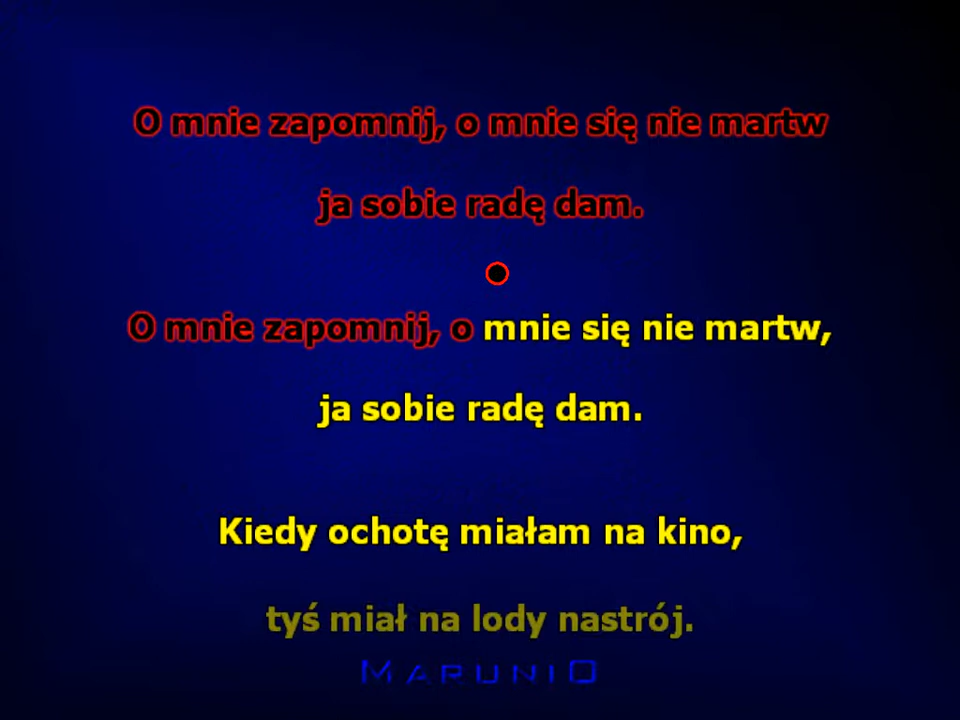 O mnie zapomnij, o mnie się nie martw
ja sobie radę dam.
O mnie zapomnij, o mnie się nie martw,
ja sobie radę dam.
Kiedy ochotę miałam na kino,
tyś miał na lody nastrój.
MARUNIO